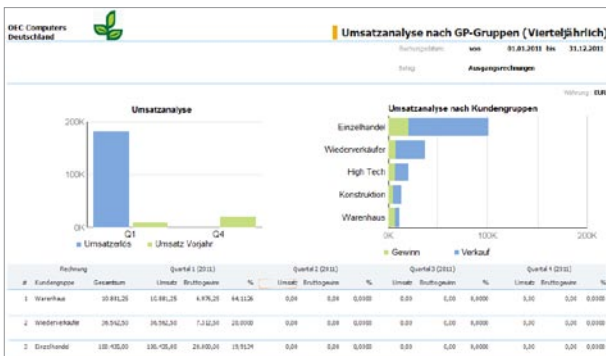 OEC Computers
Deutschland
Umsatzanalyse nach GP-Gruppen (Vierteljährlich)
Buchungsdatum: von 01.01.2011 bis 31.12.2011
Beleg: Ausgangsrechnungen
Währung: EUR
Umsatzanalyse
200K
100K
0K
Q1 Q4
Umsatzerlös Umsatz Vorjahr
Umsatzanalyse nach Kundengruppen
Einzelhandel
Wiederverkäufer
High Tech
Konstruktion
Warenhaus
0K 100K 200K
Gewinn Verkauf
Rechnung Quartal 1 (2011) Quartal 2 (2011) Quartal 3 (2011) Quartal 4 (2011)
# Kundengruppe Gesamtsum Umsatz Bruttogewinn % Umsatz Bruttogewinn % Umsatz Bruttogewinn % Umsatz Bruttogewinn %
1 Warenhaus 10.881,25 10.881,25 64,1126 0,00 0,00 0,0000 0,00 0,00 0,0000 0,00 0,00 0,0000
2 Wiederverkäufer 36.562,50 36.562,50 7.312,50 20,0000 0,00 0,00 0,0000 0,00 0,00 0,0000 0,00 0,00 0,0000
3 Einzelhandel 19,9124 0,00 0,00 0,0000 0,00 0,00 0,0000 0,00 0,00 0,0000